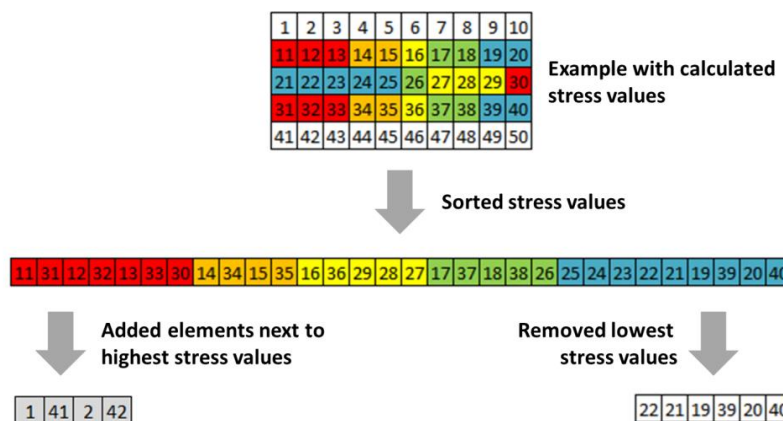 1 2 3 4 5 6 7 8 9 10
11 12 13 14 15 16 17 18 19 20
21 22 23 24 25 26 27 28 29 30
31 32 33 34 35 36 37 38 39 40
41 42 43 44 45 46 47 48 49 50
Example with calculated
stress values
Sorted stress values
11 31 12 32 13 33 30 14 34 15 35 16 36 29 28 27 17 37 18 38 26 25 24 23 22 21 19 39 20 40
Added elements next to
highest stress values
Removed lowest
stress values
1 41 2 42
22 21 19 39 20 40